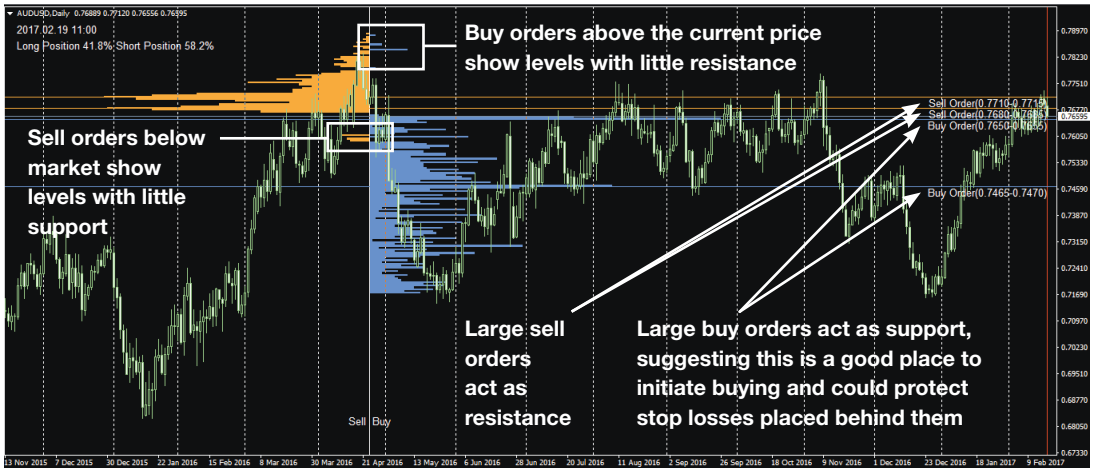 AUDUSD,Daily 0.76889 0.77120 0.76556 0.76595
2017.02.19 11:00
Long Position 41.8% Short Position 58.2%
Buy orders above the current price
show levels with little resistance
Sell orders below
market show
levels with little
support
Sell Order(0.7710-0.7715)
Sell Order(0.7680-0.7685)
Buy Order(0.7650-0.7655)
Buy Order(0.7465-0.7470)
Large sell
orders
act as
resistance
Large buy orders act as support,
suggesting this is a good place to
initiate buying and could protect
stop losses placed behind them
Sell Buy
0.78970
0.78230
0.77510
0.76770
0.76595
0.76050
0.75330
0.74590
0.73870
0.73150
0.72410
0.71690
0.70970
0.70230
0.69510
0.68770
0.68050
0.67330
13 Nov 2015 7 Dec 2015 30 Dec 2015 22 Jan 2016 15 Feb 2016 8 Mar 2016 30 Mar 2016 21 Apr 2016 13 May 2016 6 Jun 2016 28 Jun 2016 20 Jul 2016 11 Aug 2016 2 Sep 2016 26 Sep 2016 18 Oct 2016 9 Nov 2016 1 Dec 2016 23 Dec 2016 18 Jan 2017 9 Feb 2017